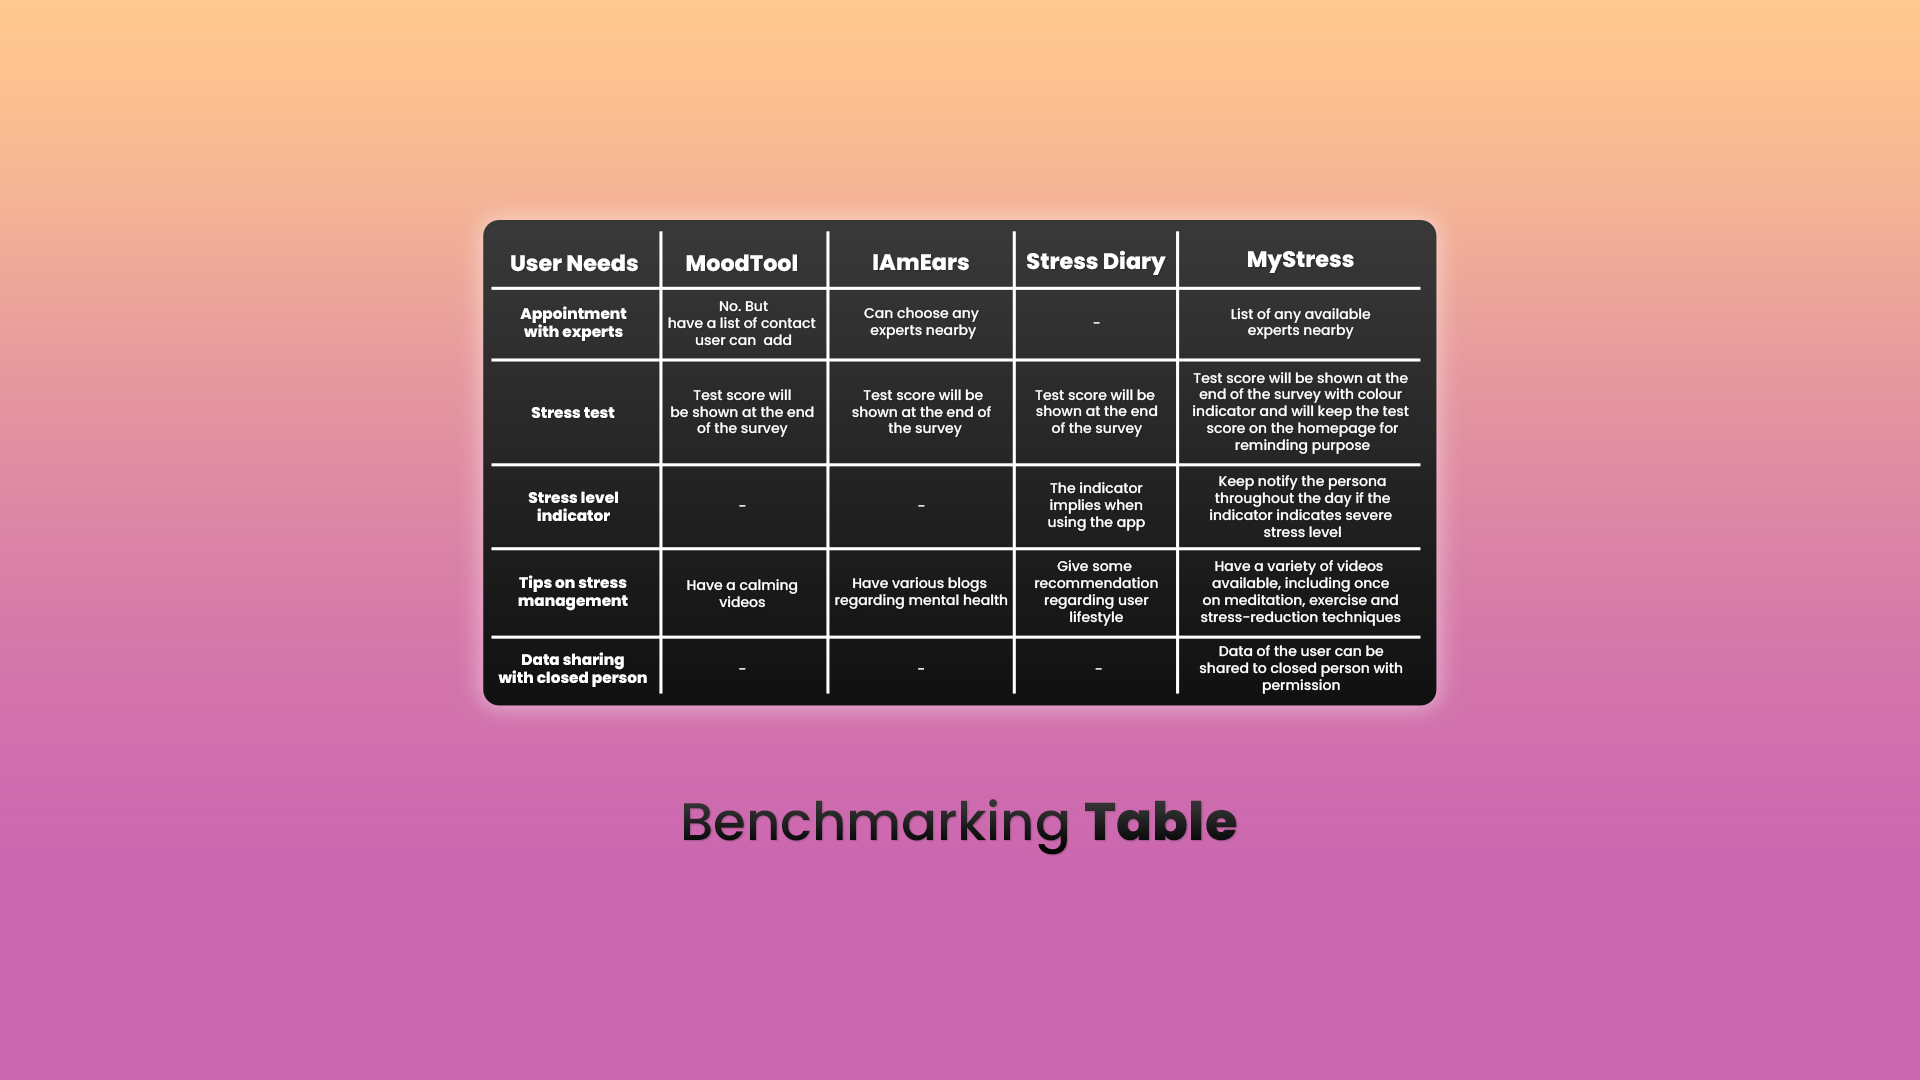 User Needs
MoodTool
IAmEars
Stress Diary
MyStress
Appointment
with experts
No. But
have a list of contact
user can add
Can choose any
experts nearby
-
List of any available
experts nearby
Stress test
Test score will
be shown at the end
of the survey
Test score will be
shown at the end of
the survey
Test score will be
shown at the end
of the survey
Test score will be shown at the
end of the survey with colour
indicator and will keep the test
score on the homepage for
reminding purpose
Stress level
indicator
-
-
The indicator
implies when
using the app
Keep notify the persona
throughout the day if the
indicator indicates severe
stress level
Tips on stress
management
Have a calming
videos
Have various blogs
regarding mental health
Give some
recommendation
regarding user
lifestyle
Have a variety of videos
available, including once
on meditation, exercise and
stress-reduction techniques
Data sharing
with closed person
-
-
-
Data of the user can be
shared to closed person with
permission
Benchmarking Table